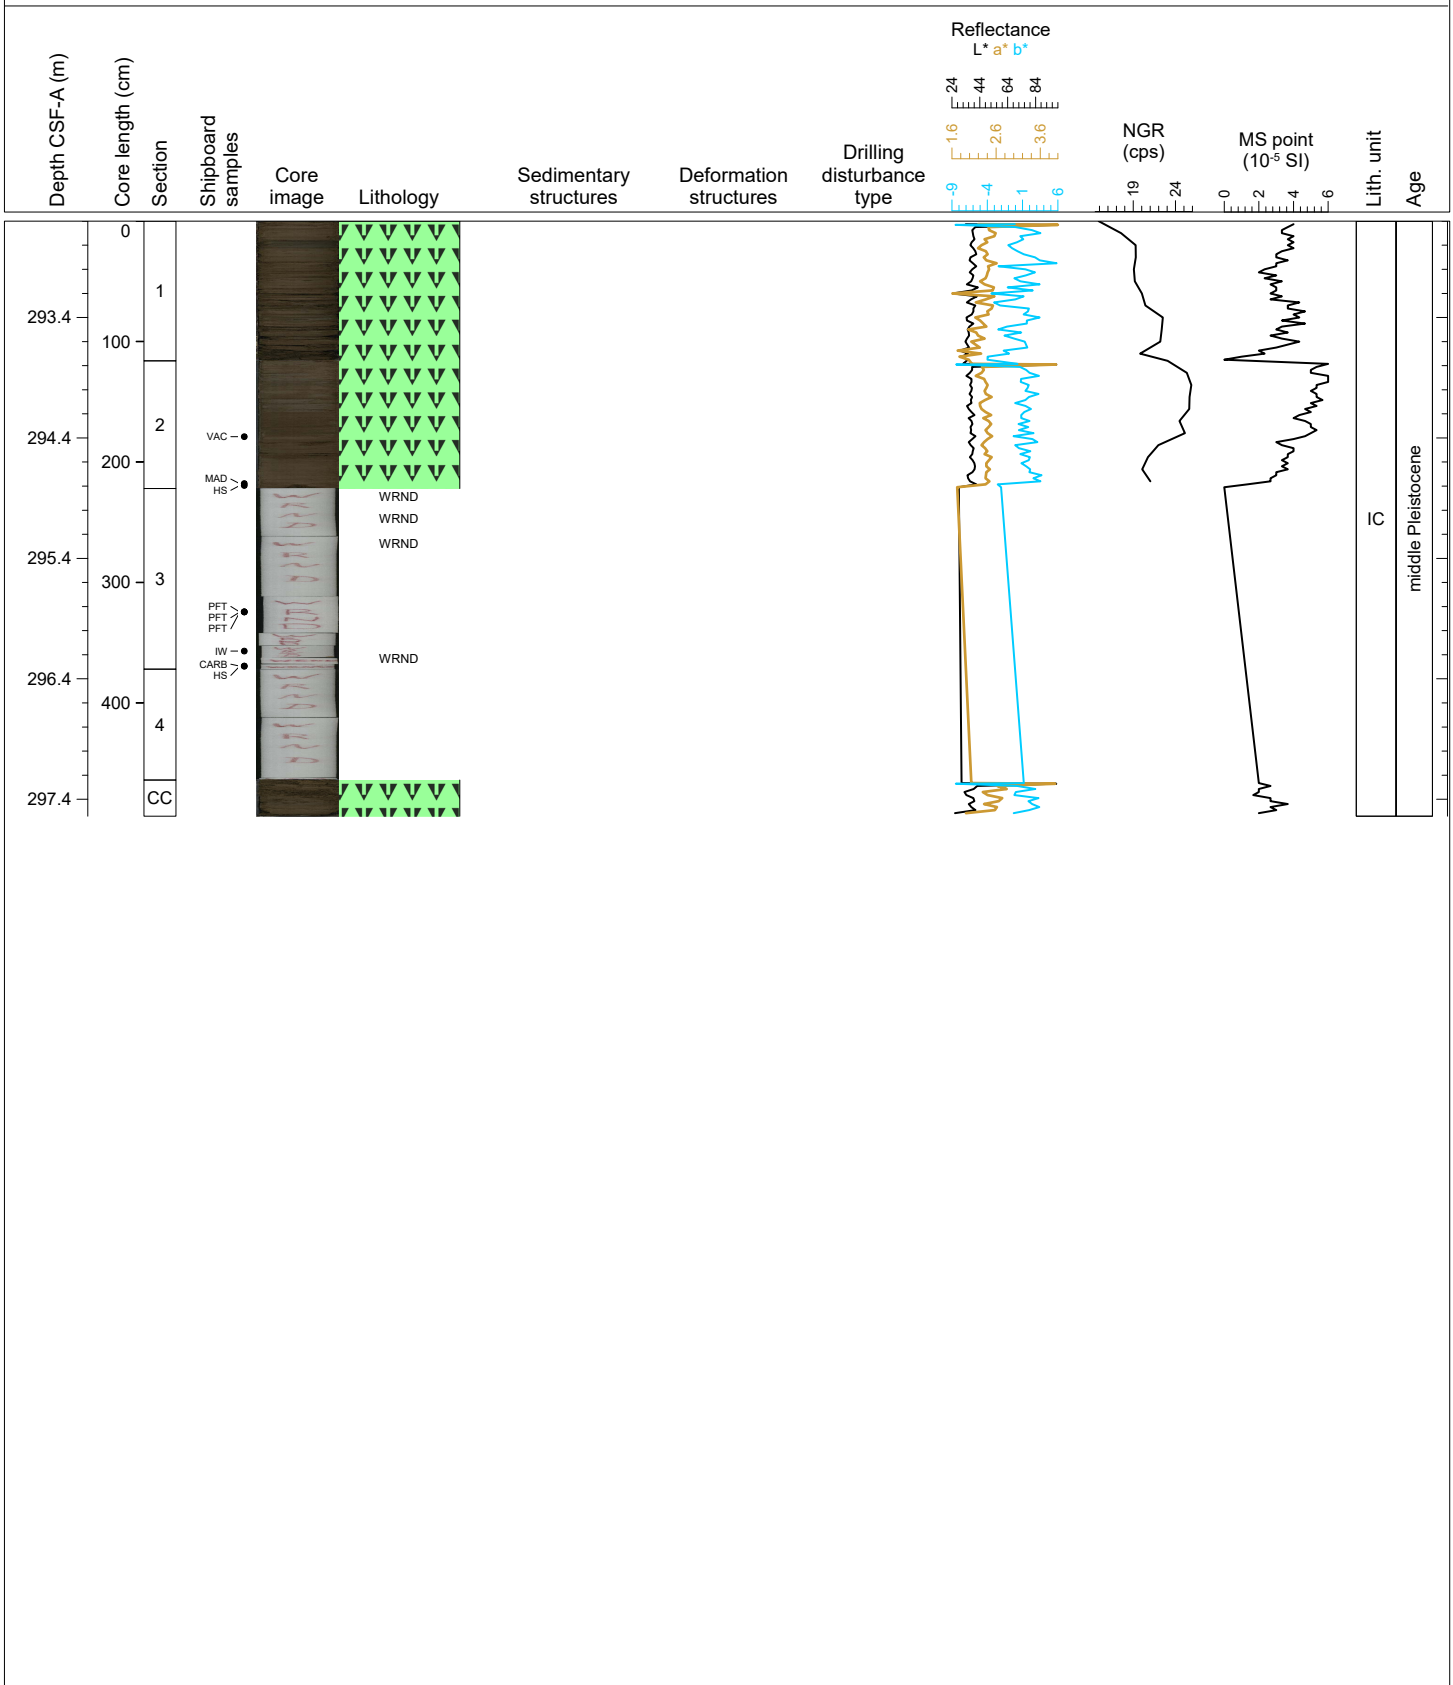 Reflectance
L* a* b*
24 44 64 84
1.6 2.6 3.6
-9 -4 1 6
Depth CSF-A (m)
Core length (cm)
Section
Shipboard
samples
Core
image
Lithology
Sedimentary
structures
Deformation
structures
Drilling
disturbance
type
NGR
(cps)
19 24
MS point
(10-5 SI)
0 2 4 6
Lith. unit
Age
0
1
293.4
100
2
VAC
294.4
200
MAD
HS
WRND
WRND
IC
middle Pleistocene
WRND
295.4
300
3
PFT
PFT
PFT
IW
WRND
CARB
HS
296.4
400
4
297.4
CC